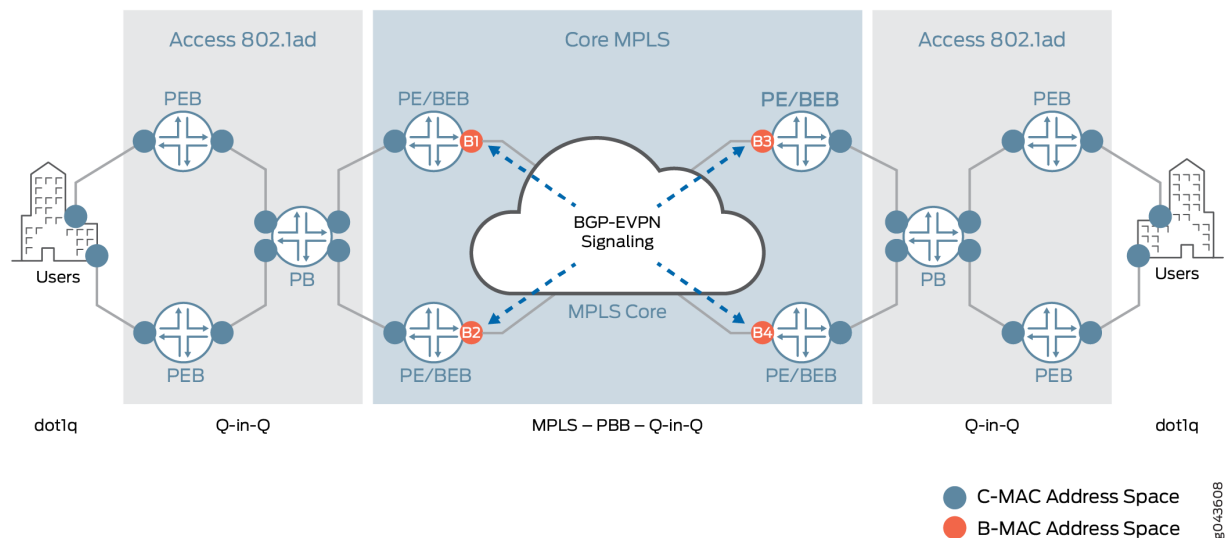 Access 802.1ad
Core MPLS
Access 802.1ad
PEB
PE/BEB
PE/BEB
PEB
B1
B3
BGP-EVPN
Signaling
Users
PB
PB
Users
MPLS Core
B2
B4
PEB
PE/BEB
PE/BEB
PEB
dot1q
Q-in-Q
MPLS – PBB – Q-in-Q
Q-in-Q
dot1q
C-MAC Address Space
B-MAC Address Space
g043608